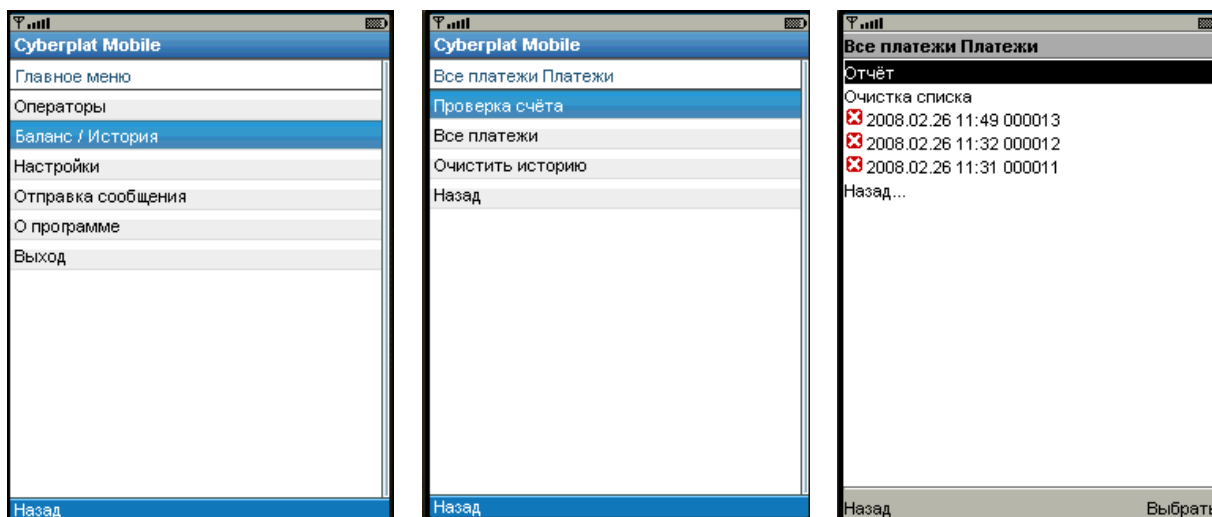 Cyberplat Mobile
Главное меню
Операторы
Баланс / История
Настройки
Отправка сообщения
О программе
Выход
Назад
Cyberplat Mobile
Все платежи Платежи
Проверка счёта
Все платежи
Очистить историю
Назад
Назад
Все платежи Платежи
Отчёт
Очистка списка
2008.02.26 11:49 000013
2008.02.26 11:32 000012
2008.02.26 11:31 000011
Назад...
Назад Выбрать